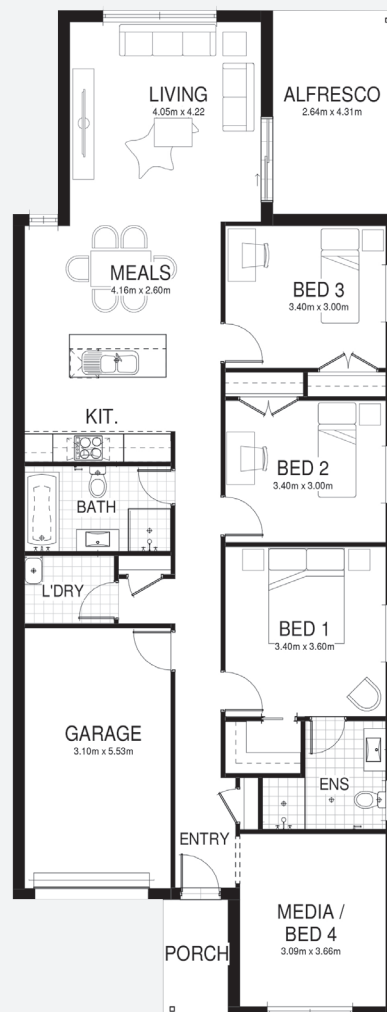 LIVING
4.05m x 4.22
ALFRESCO
2.64m x 4.31m
MEALS
4.16m x 2.60m
BED 3
3.40m x 3.00m
KIT.
BED 2
3.40m x 3.00m
BATH
L'DRY
BED 1
3.40m x 3.60m
GARAGE
3.10m x 5.53m
ENS
ENTRY
MEDIA /
BED 4
3.09m x 3.66m
PORCH